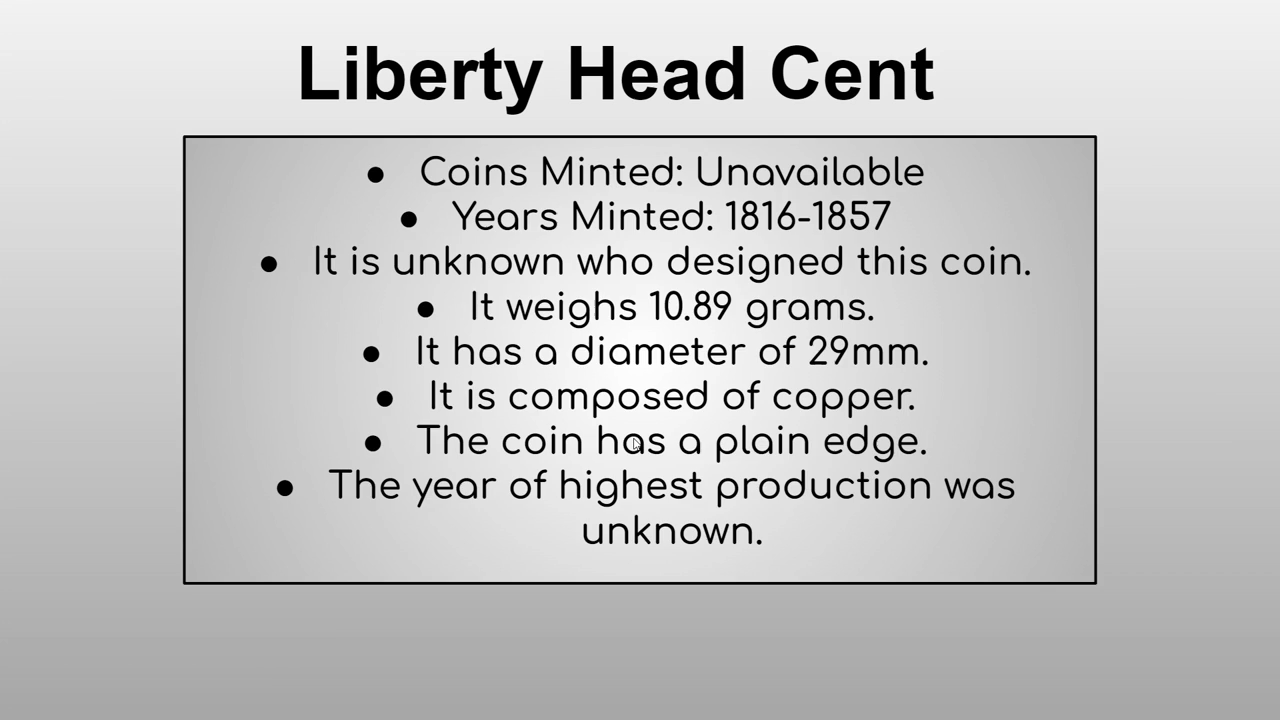 Liberty Head Cent
● Coins Minted: Unavailable
● Years Minted: 1816-1857
● It is unknown who designed this coin.
● It weighs 10.89 grams.
● It has a diameter of 29mm.
● It is composed of copper.
● The coin has a plain edge.
● The year of highest production was
unknown.